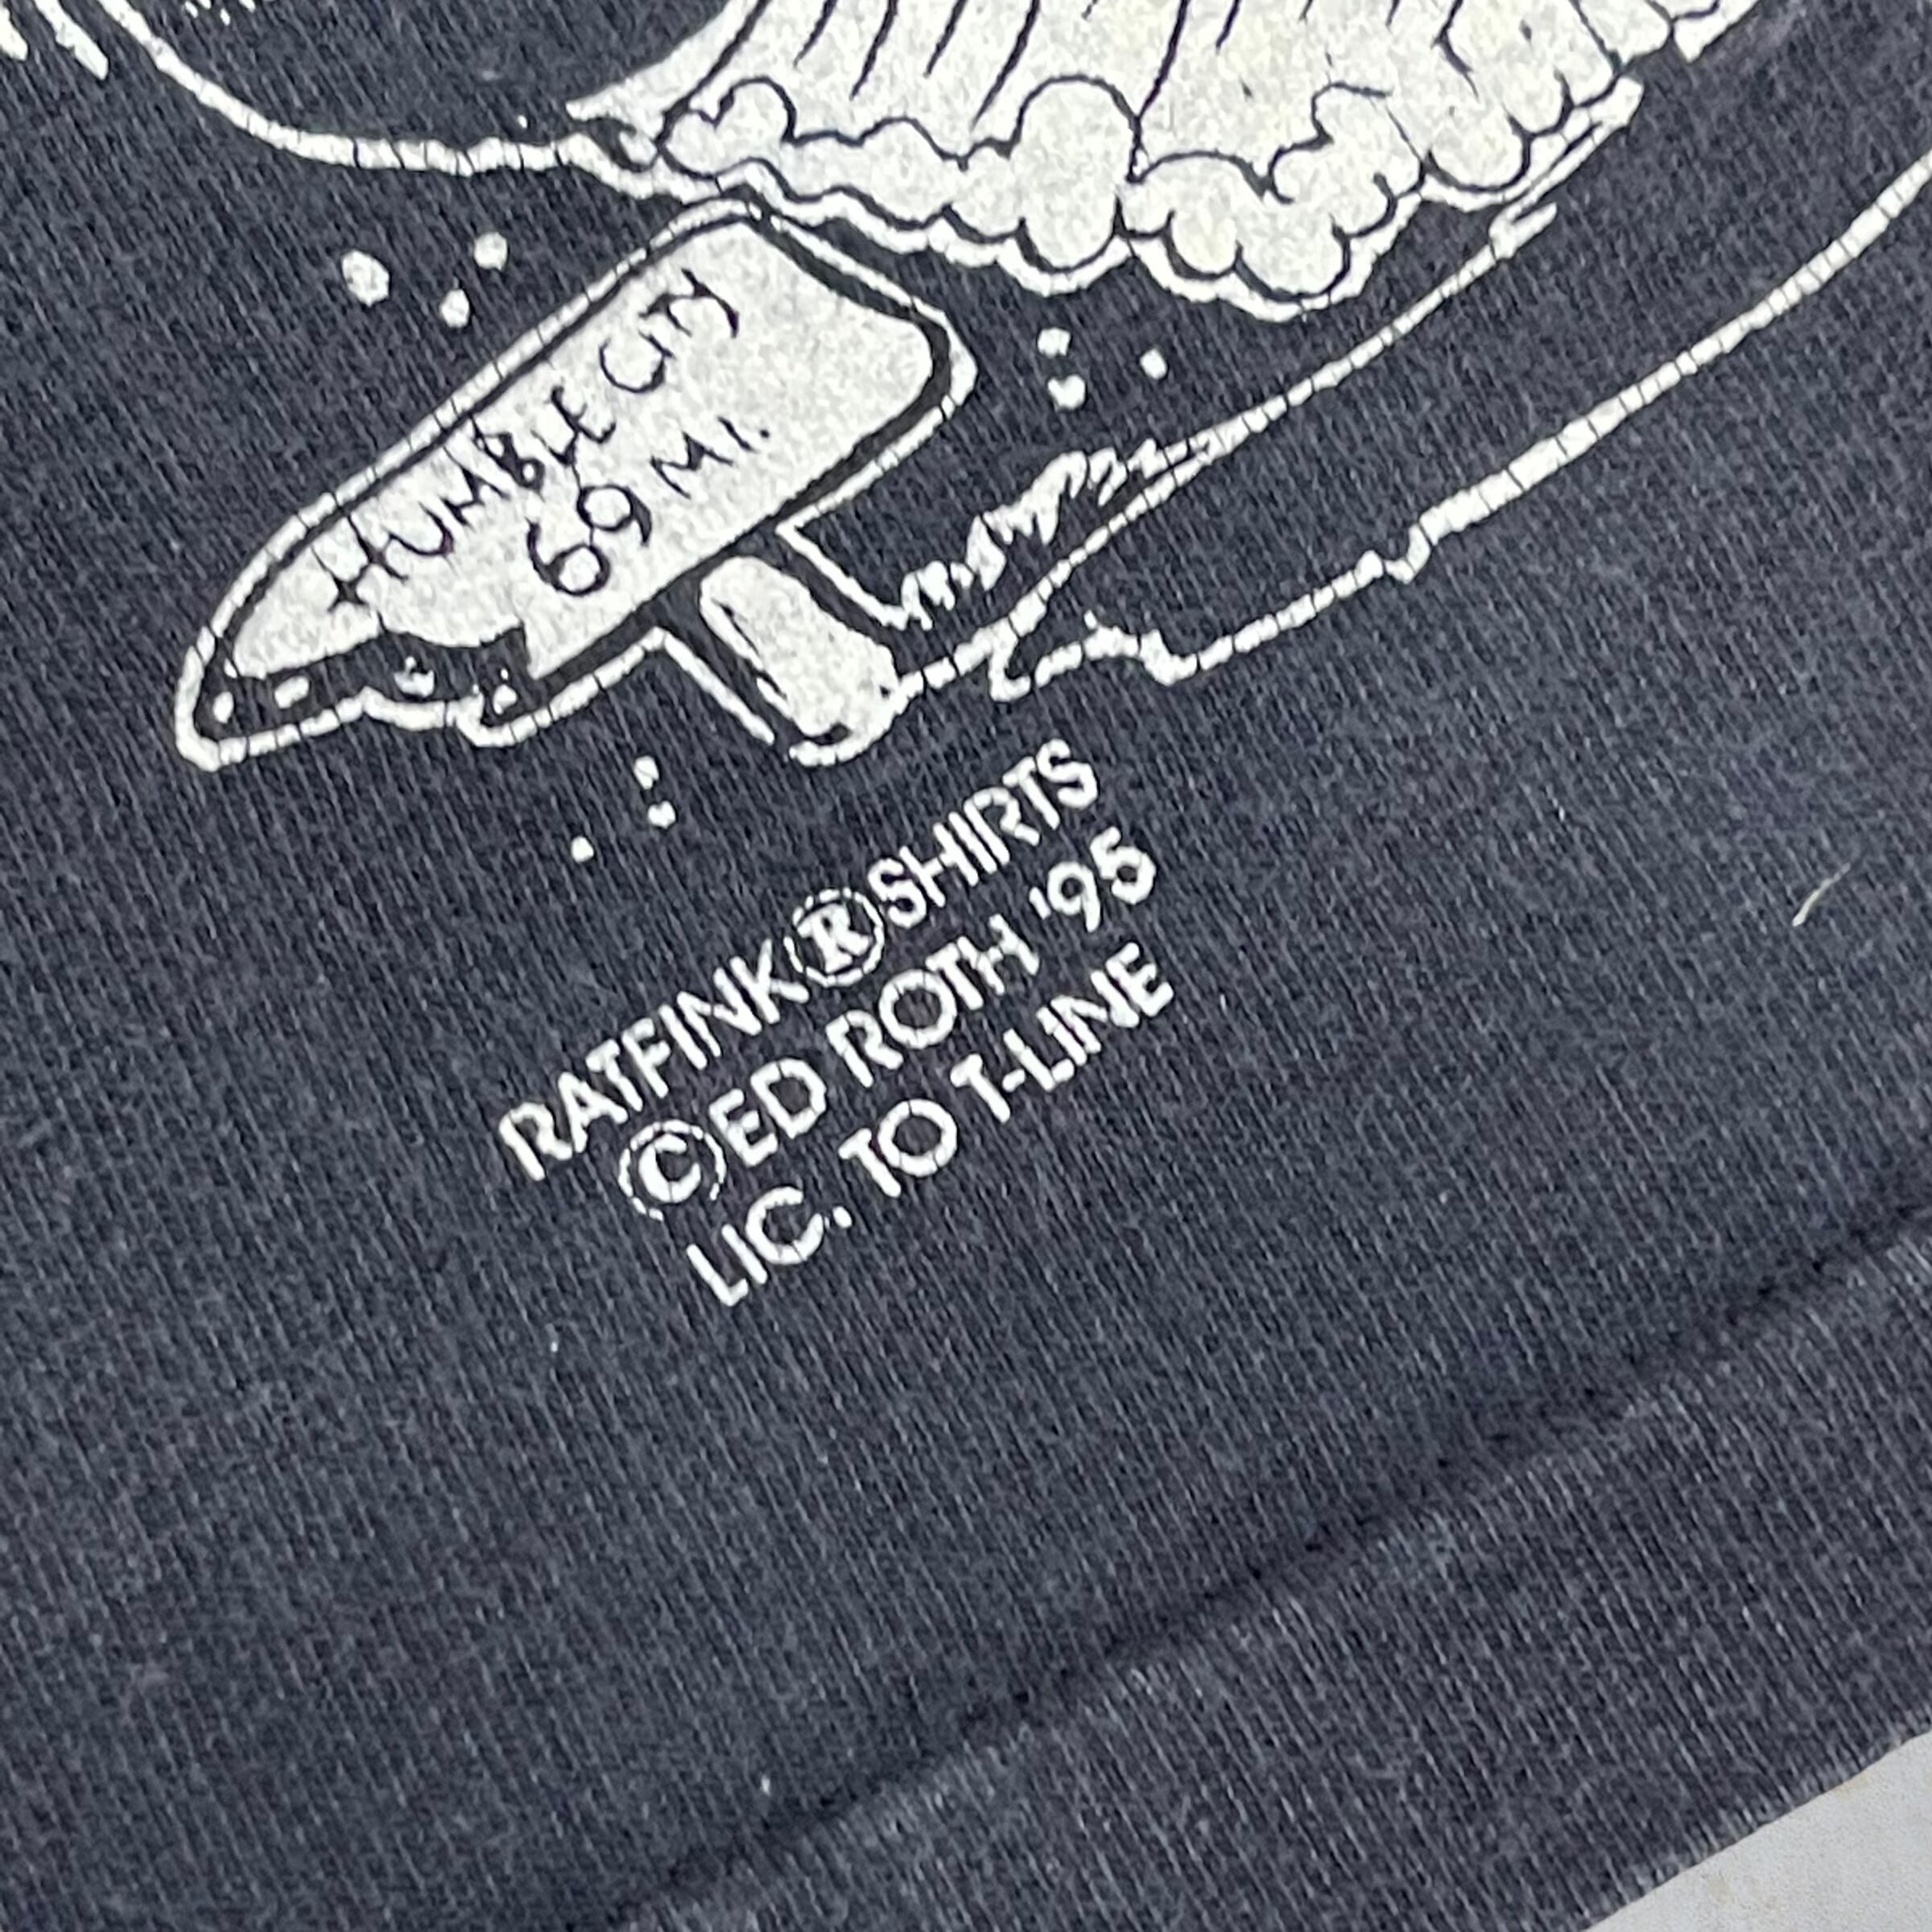 HUMBLE CITY
69 MI.
RATFINK®SHIRTS
©ED ROTH '95
LIC. TO T-LINE